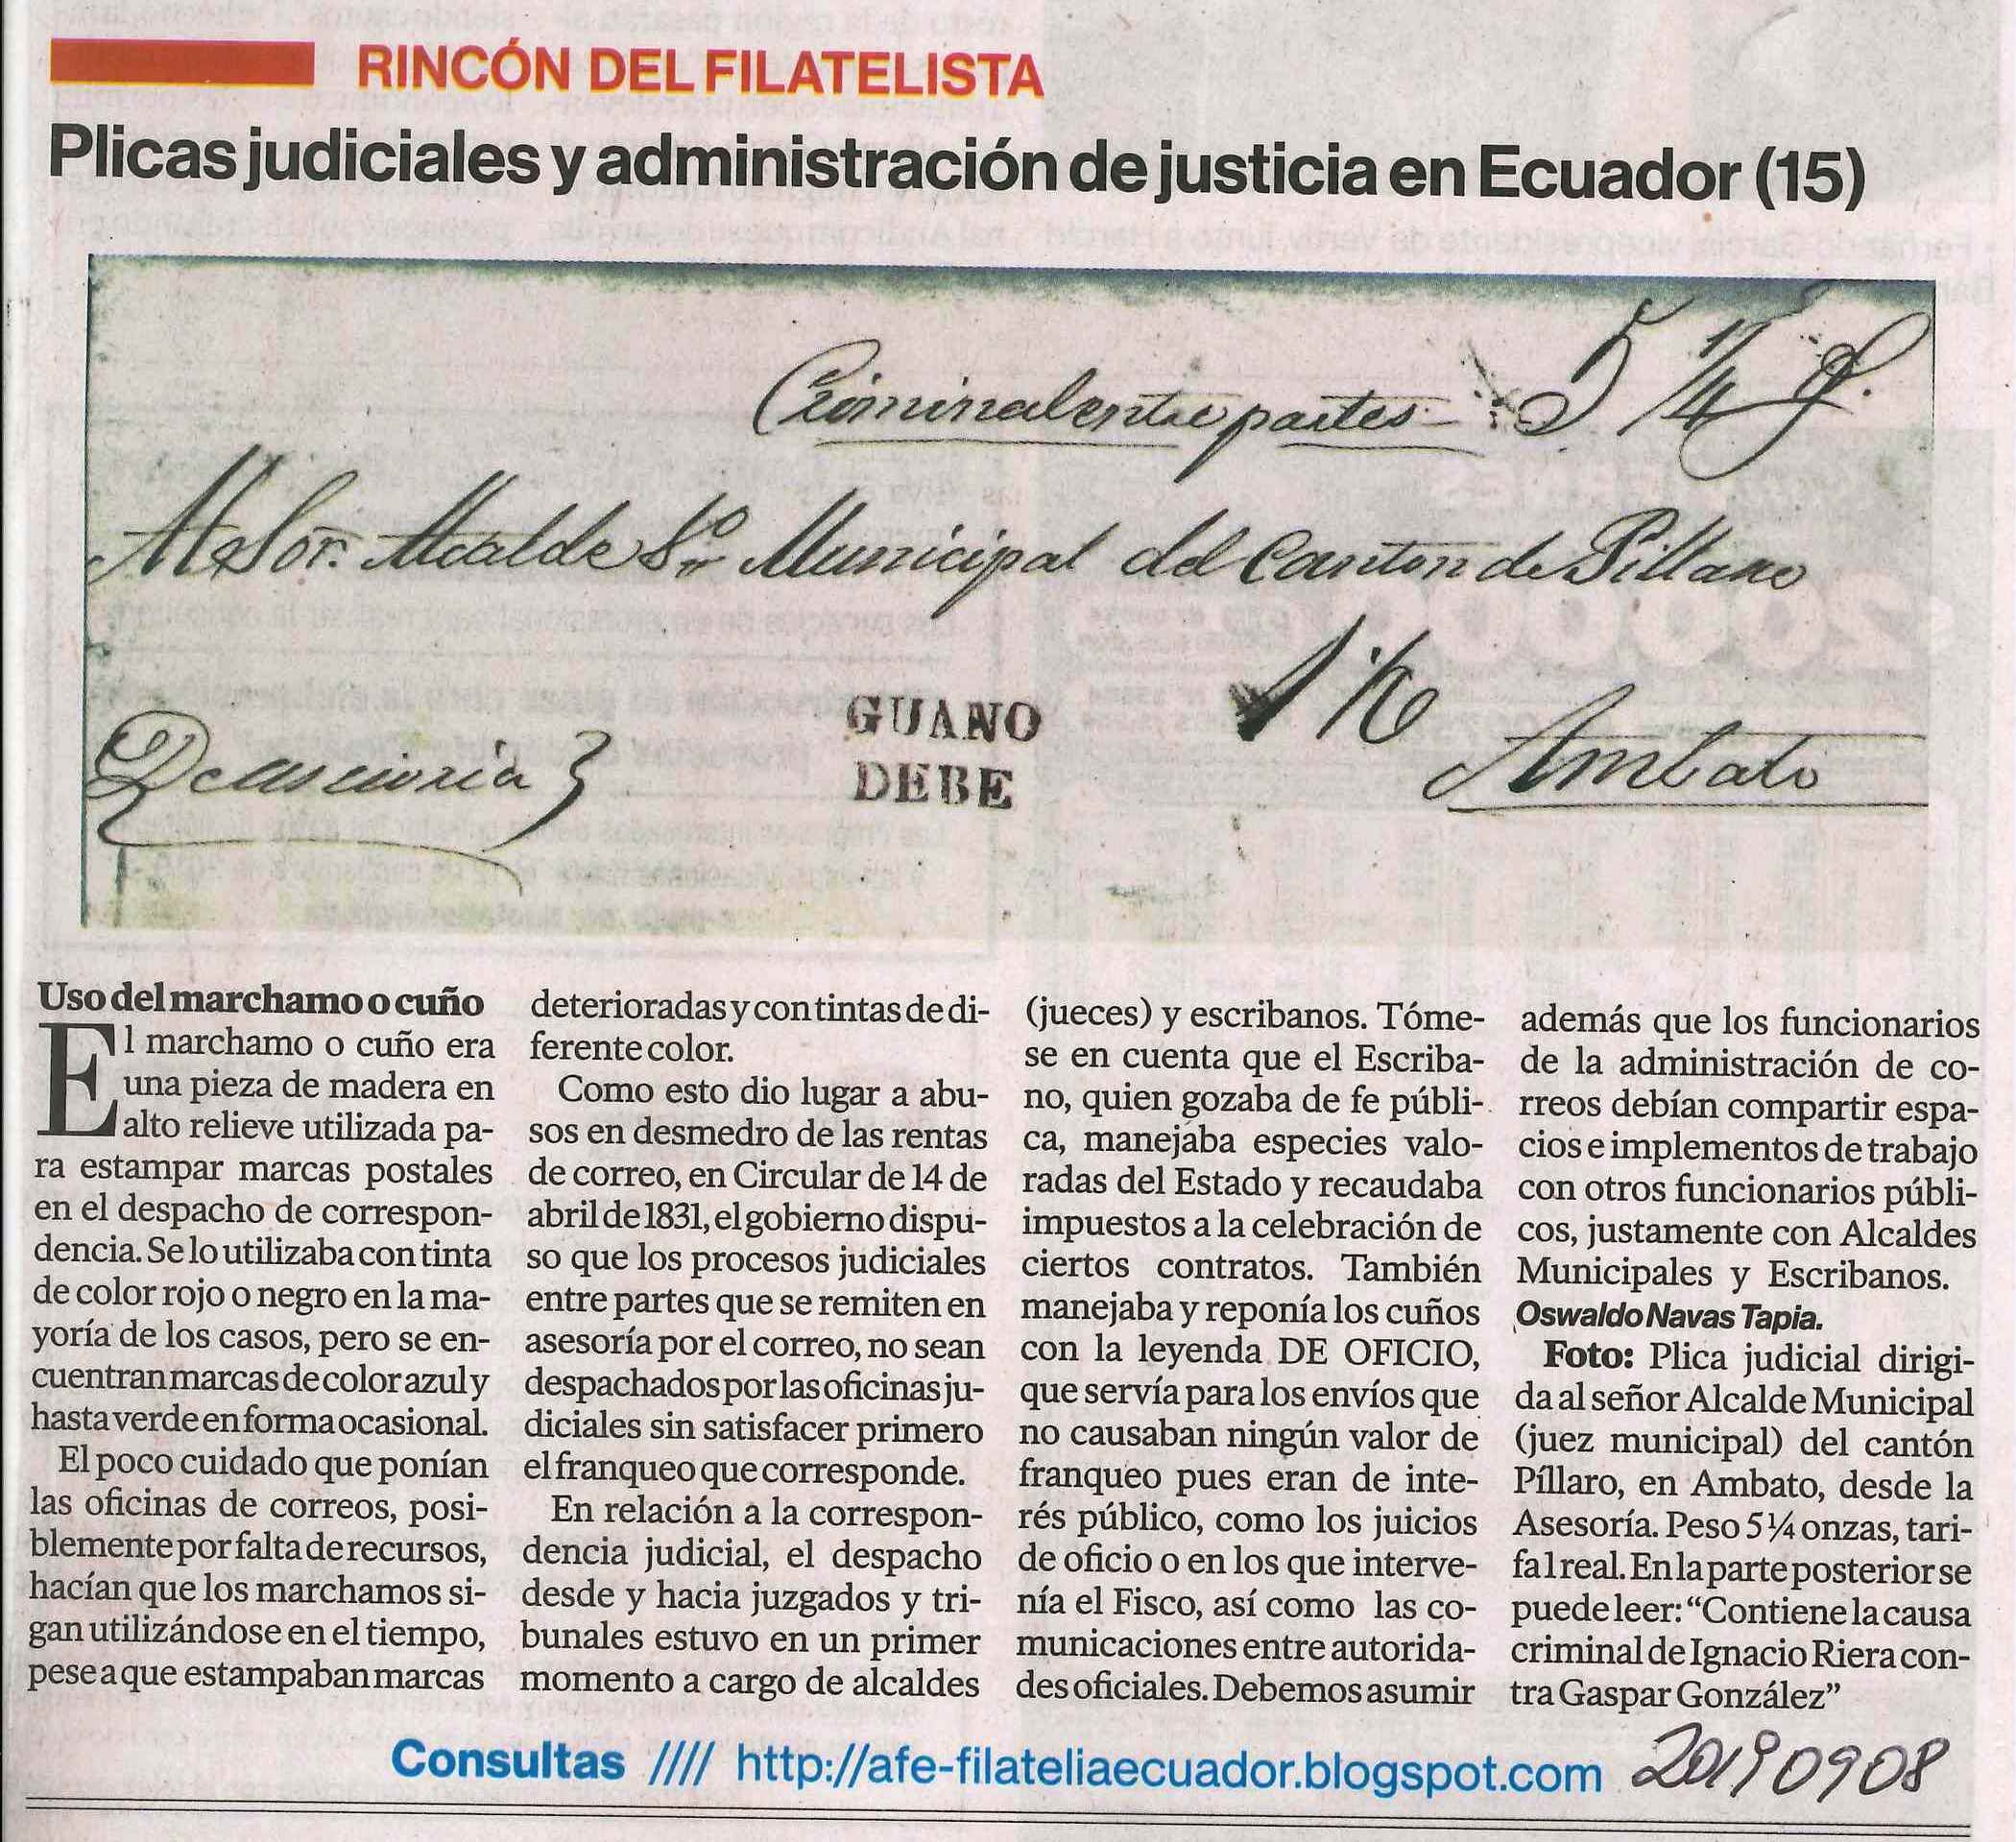 RINCÓN DEL FILATELISTA
Plicas judiciales y administración de justicia en Ecuador (15)
Criminal entre partes 5 1/4
Al Sor. Alcalde Municipal del Canton de Pillaro
GUANO
DEBE
Ambato
Uso del marchamo o cuño
El marchamo o cuño era
una pieza de madera en
alto relieve utilizada pa-
ra estampar marcas postales
en el despacho de correspon-
dencia. Se lo utilizaba con tinta
de color rojo o negro en la ma-
yoría de los casos, pero se en-
cuentran marcas de color azul y
hasta verde en forma ocasional.
El poco cuidado que ponían
las oficinas de correos, posi-
blemente por falta de recursos,
hacían que los marchamos si-
gan utilizándose en el tiempo,
pese a que estampaban marcas
deterioradas y con tintas de di-
ferente color.
Como esto dio lugar a abu-
sos en desmedro de las rentas
de correo, en Circular de 14 de
abril de 1831, el gobierno dispu-
so que los procesos judiciales
entre partes que se remiten en
asesoría por el correo, no sean
despachados por las oficinas ju-
diciales sin satisfacer primero
el franqueo que corresponde.
En relación a la correspon-
dencia judicial, el despacho
desde y hacia juzgados y tri-
bunales estuvo en un primer
momento a cargo de alcaldes
(jueces) y escribanos. Tóme-
se en cuenta que el Escriba-
no, quien gozaba de fe públi-
ca, manejaba especies valo-
radas del Estado y recaudaba
impuestos a la celebración de
ciertos contratos. También
manejaba y reponía los cuños
con la leyenda DE OFICIO,
que servía para los envíos que
no causaban ningún valor de
franqueo pues eran de inte-
rés público, como los juicios
de oficio o en los que interve-
nía el Fisco, así como las co-
municaciones entre autorida-
des oficiales. Debemos asumir
además que los funcionarios
de la administración de co-
rreos debían compartir espa-
cios e implementos de trabajo
con otros funcionarios públi-
cos, justamente con Alcaldes
Municipales y Escribanos.
Oswaldo Navas Tapia.
Foto: Plica judicial dirigi-
da al señor Alcalde Municipal
(juez municipal) del cantón
Píllaro, en Ambato, desde la
Asesoría. Peso 5 ¼ onzas, tari-
fa 1 real. En la parte posterior se
puede leer: “Contiene la causa
criminal de Ignacio Riera con-
tra Gaspar González”
Consultas //// http://afe-filateliaecuador.blogspot.com 20190908